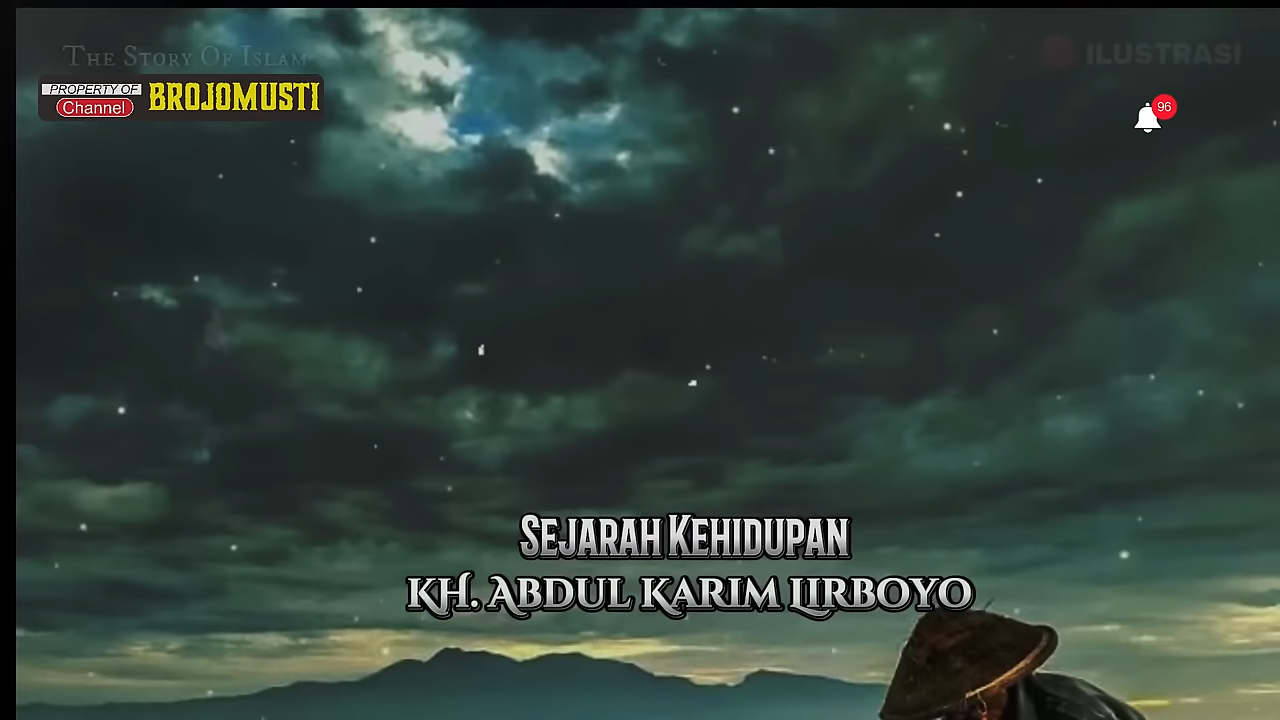 The Story Of Islam
ILUSTRASI
PROPERTY OF
Channel
BROJOMUSTI
96
Sejarah Kehidupan
KH. Abdul Karim Lirboyo